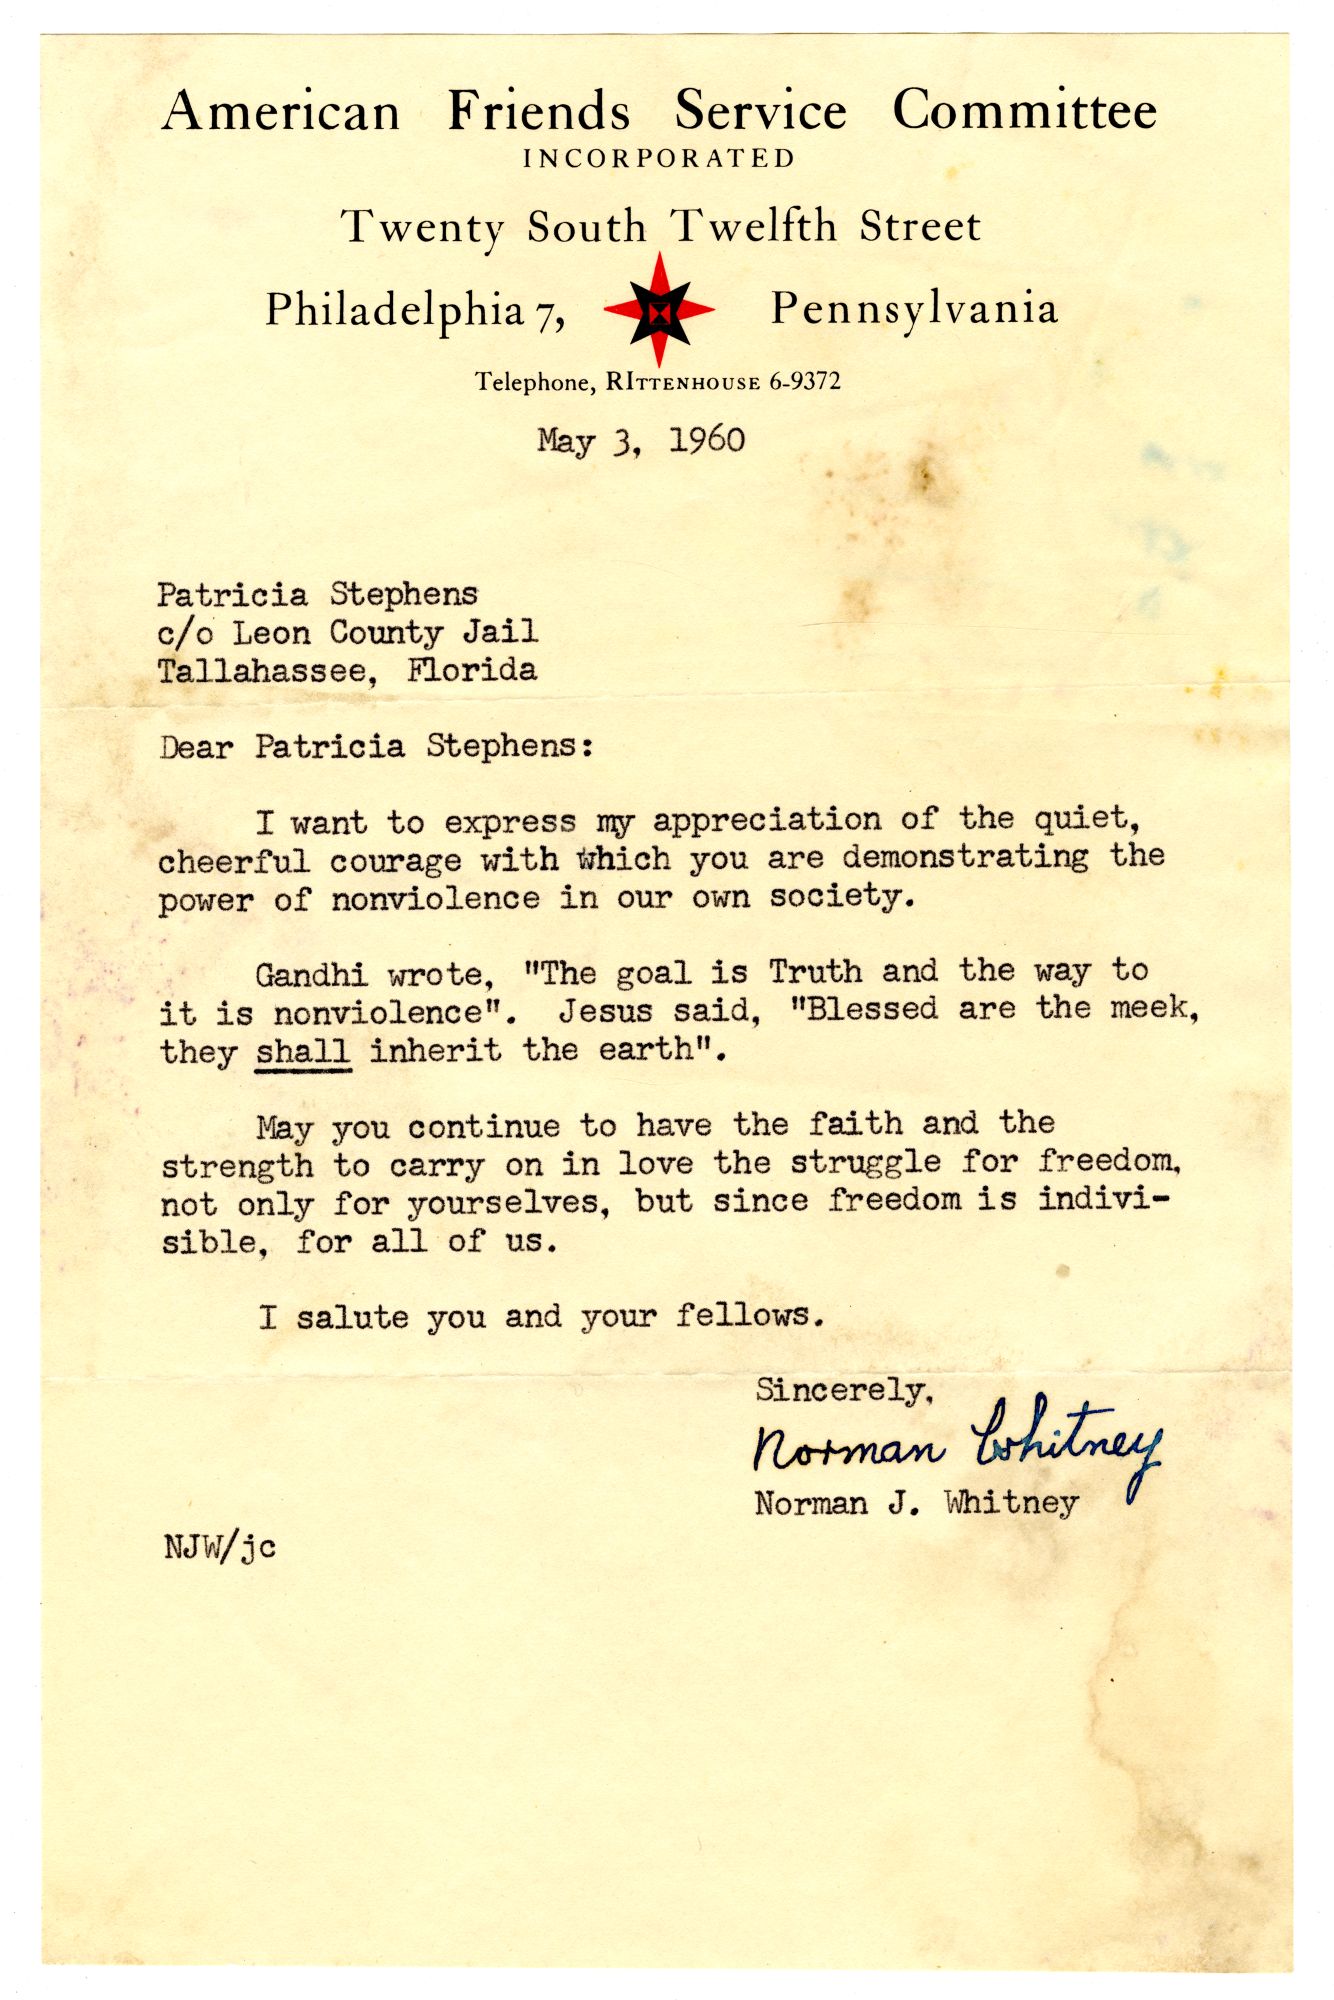 American Friends Service Committee
INCORPORATED
Twenty South Twelfth Street
Philadelphia 7, Pennsylvania
Telephone, RITTENHOUSE 6-9372
May 3, 1960
Patricia Stephens
c/o Leon County Jail
Tallahassee, Florida
Dear Patricia Stephens:
I want to express my appreciation of the quiet,
cheerful courage with which you are demonstrating the
power of nonviolence in our own society.
Gandhi wrote, "The goal is Truth and the way to
it is nonviolence". Jesus said, "Blessed are the meek,
they shall inherit the earth".
May you continue to have the faith and the
strength to carry on in love the struggle for freedom,
not only for yourselves, but since freedom is indivi-
sible, for all of us.
I salute you and your fellows.
Sincerely,
Norman Whitney
Norman J. Whitney
NJW/jc